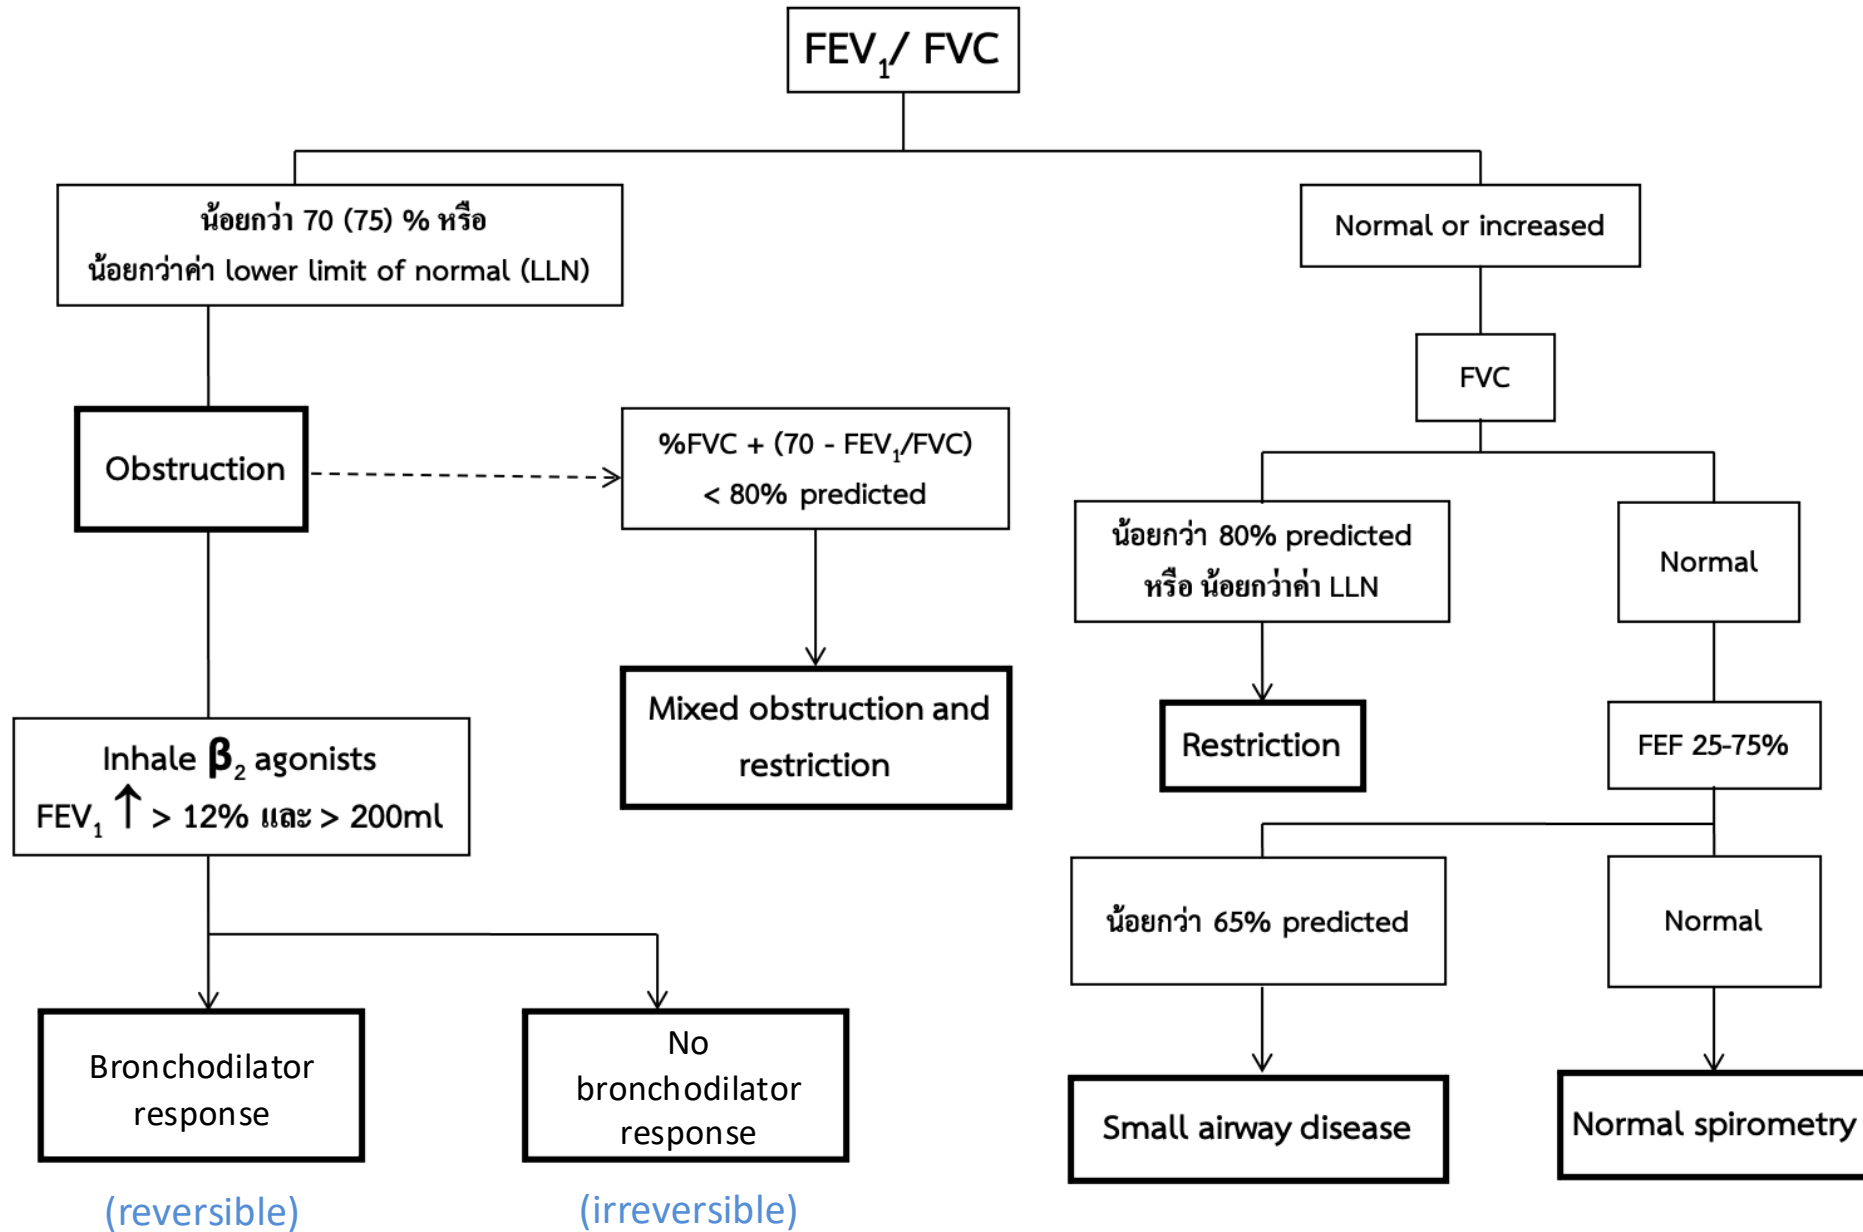 FEV₁/ FVC
น้อยกว่า 70 (75) % หรือ
น้อยกว่าค่า lower limit of normal (LLN)
Normal or increased
FVC
Obstruction
%FVC + (70 - FEV₁/FVC)
< 80% predicted
น้อยกว่า 80% predicted
หรือ น้อยกว่าค่า LLN
Normal
Mixed obstruction and
restriction
Restriction
FEF 25-75%
Inhale β₂ agonists
FEV₁ ↑ > 12% และ > 200ml
น้อยกว่า 65% predicted
Normal
Bronchodilator
response
No
bronchodilator
response
Small airway disease
Normal spirometry
(reversible)
(irreversible)